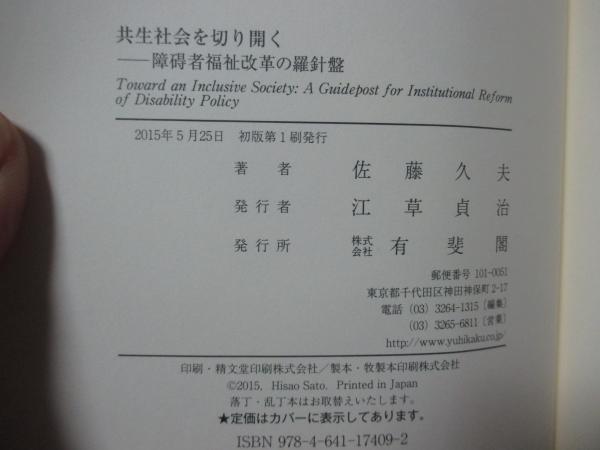 共生社会を切り開く
――障碍者福祉改革の羅針盤
Toward an Inclusive Society: A Guidepost for Institutional Reform
of Disability Policy
2015年5月25日　初版第1刷発行
著者　佐藤久夫
発行者　江草貞治
発行所　株式会社　有斐閣
郵便番号 101-0051
東京都千代田区神田神保町2-17
電話 (03) 3264-1315〔編集〕
(03) 3265-6811〔営業〕
http://www.yuhikaku.co.jp/
印刷・精文堂印刷株式会社／製本・牧製本印刷株式会社
©2015, Hisao Sato. Printed in Japan
落丁・乱丁本はお取替えいたします。
★定価はカバーに表示してあります。
ISBN 978-4-641-17409-2